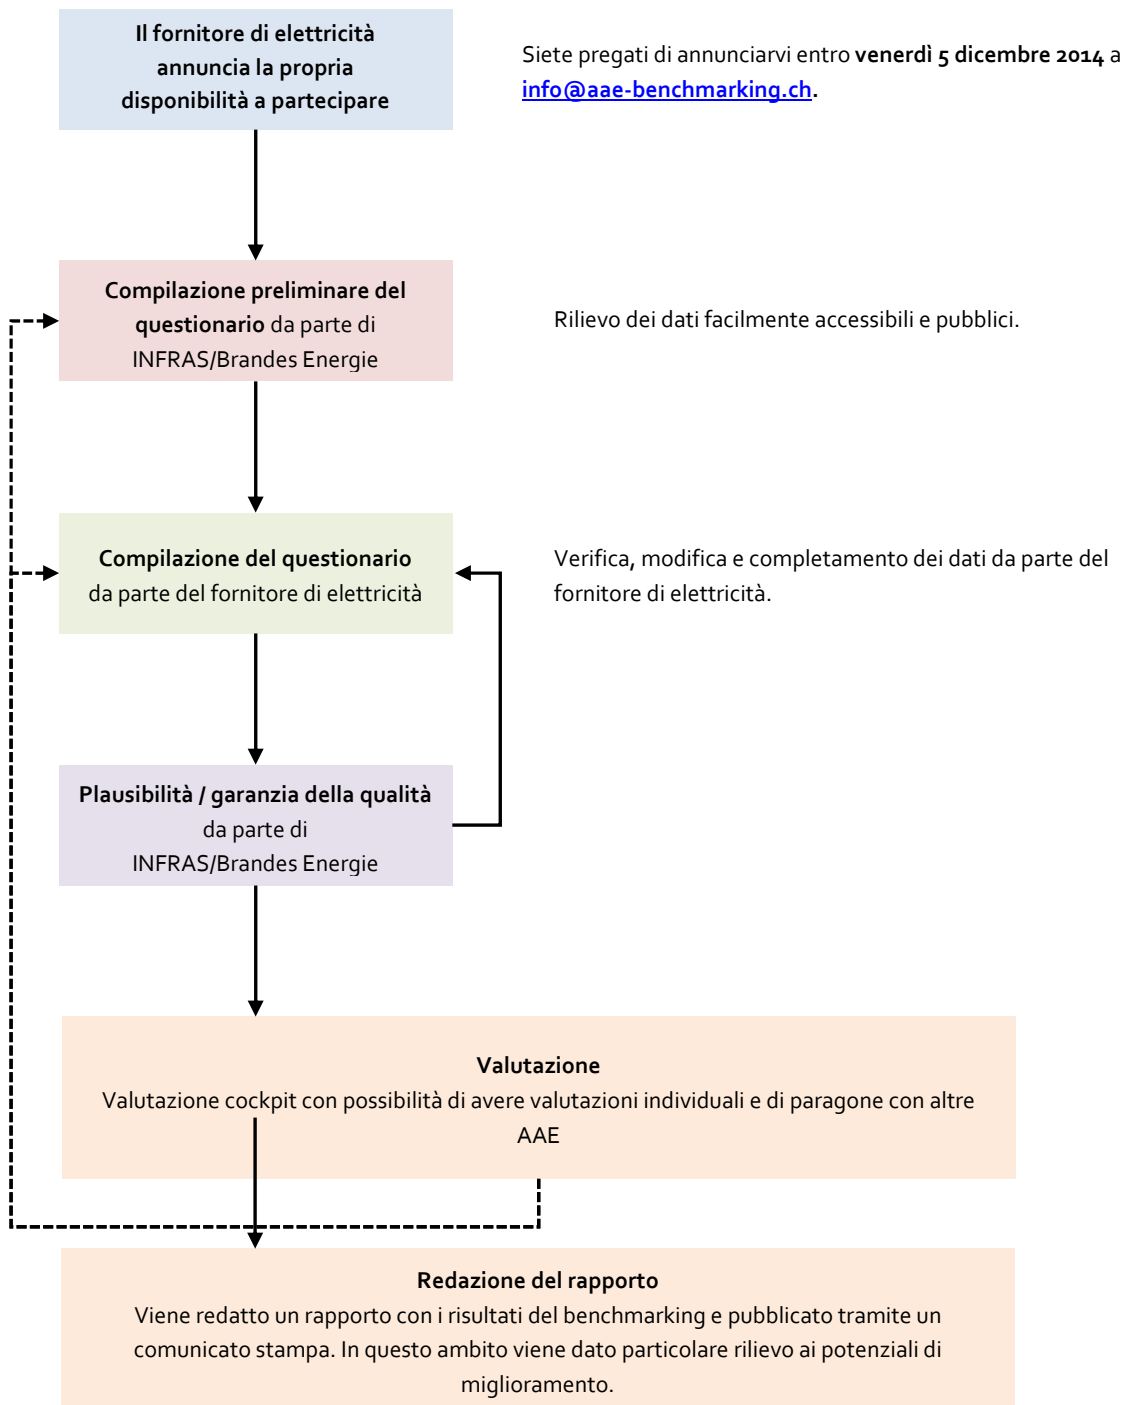 Il fornitore di elettricità
annuncia la propria
disponibilità a partecipare
Siete pregati di annunciarvi entro venerdì 5 dicembre 2014 a
info@aae-benchmarking.ch.
Compilazione preliminare del
questionario da parte di
INFRAS/Brandes Energie
Rilievo dei dati facilmente accessibili e pubblici.
Compilazione del questionario
da parte del fornitore di elettricità
Verifica, modifica e completamento dei dati da parte del
fornitore di elettricità.
Plausibilità / garanzia della qualità
da parte di
INFRAS/Brandes Energie
Valutazione
Valutazione cockpit con possibilità di avere valutazioni individuali e di paragone con altre
AAE
Redazione del rapporto
Viene redatto un rapporto con i risultati del benchmarking e pubblicato tramite un
comunicato stampa. In questo ambito viene dato particolare rilievo ai potenziali di
miglioramento.